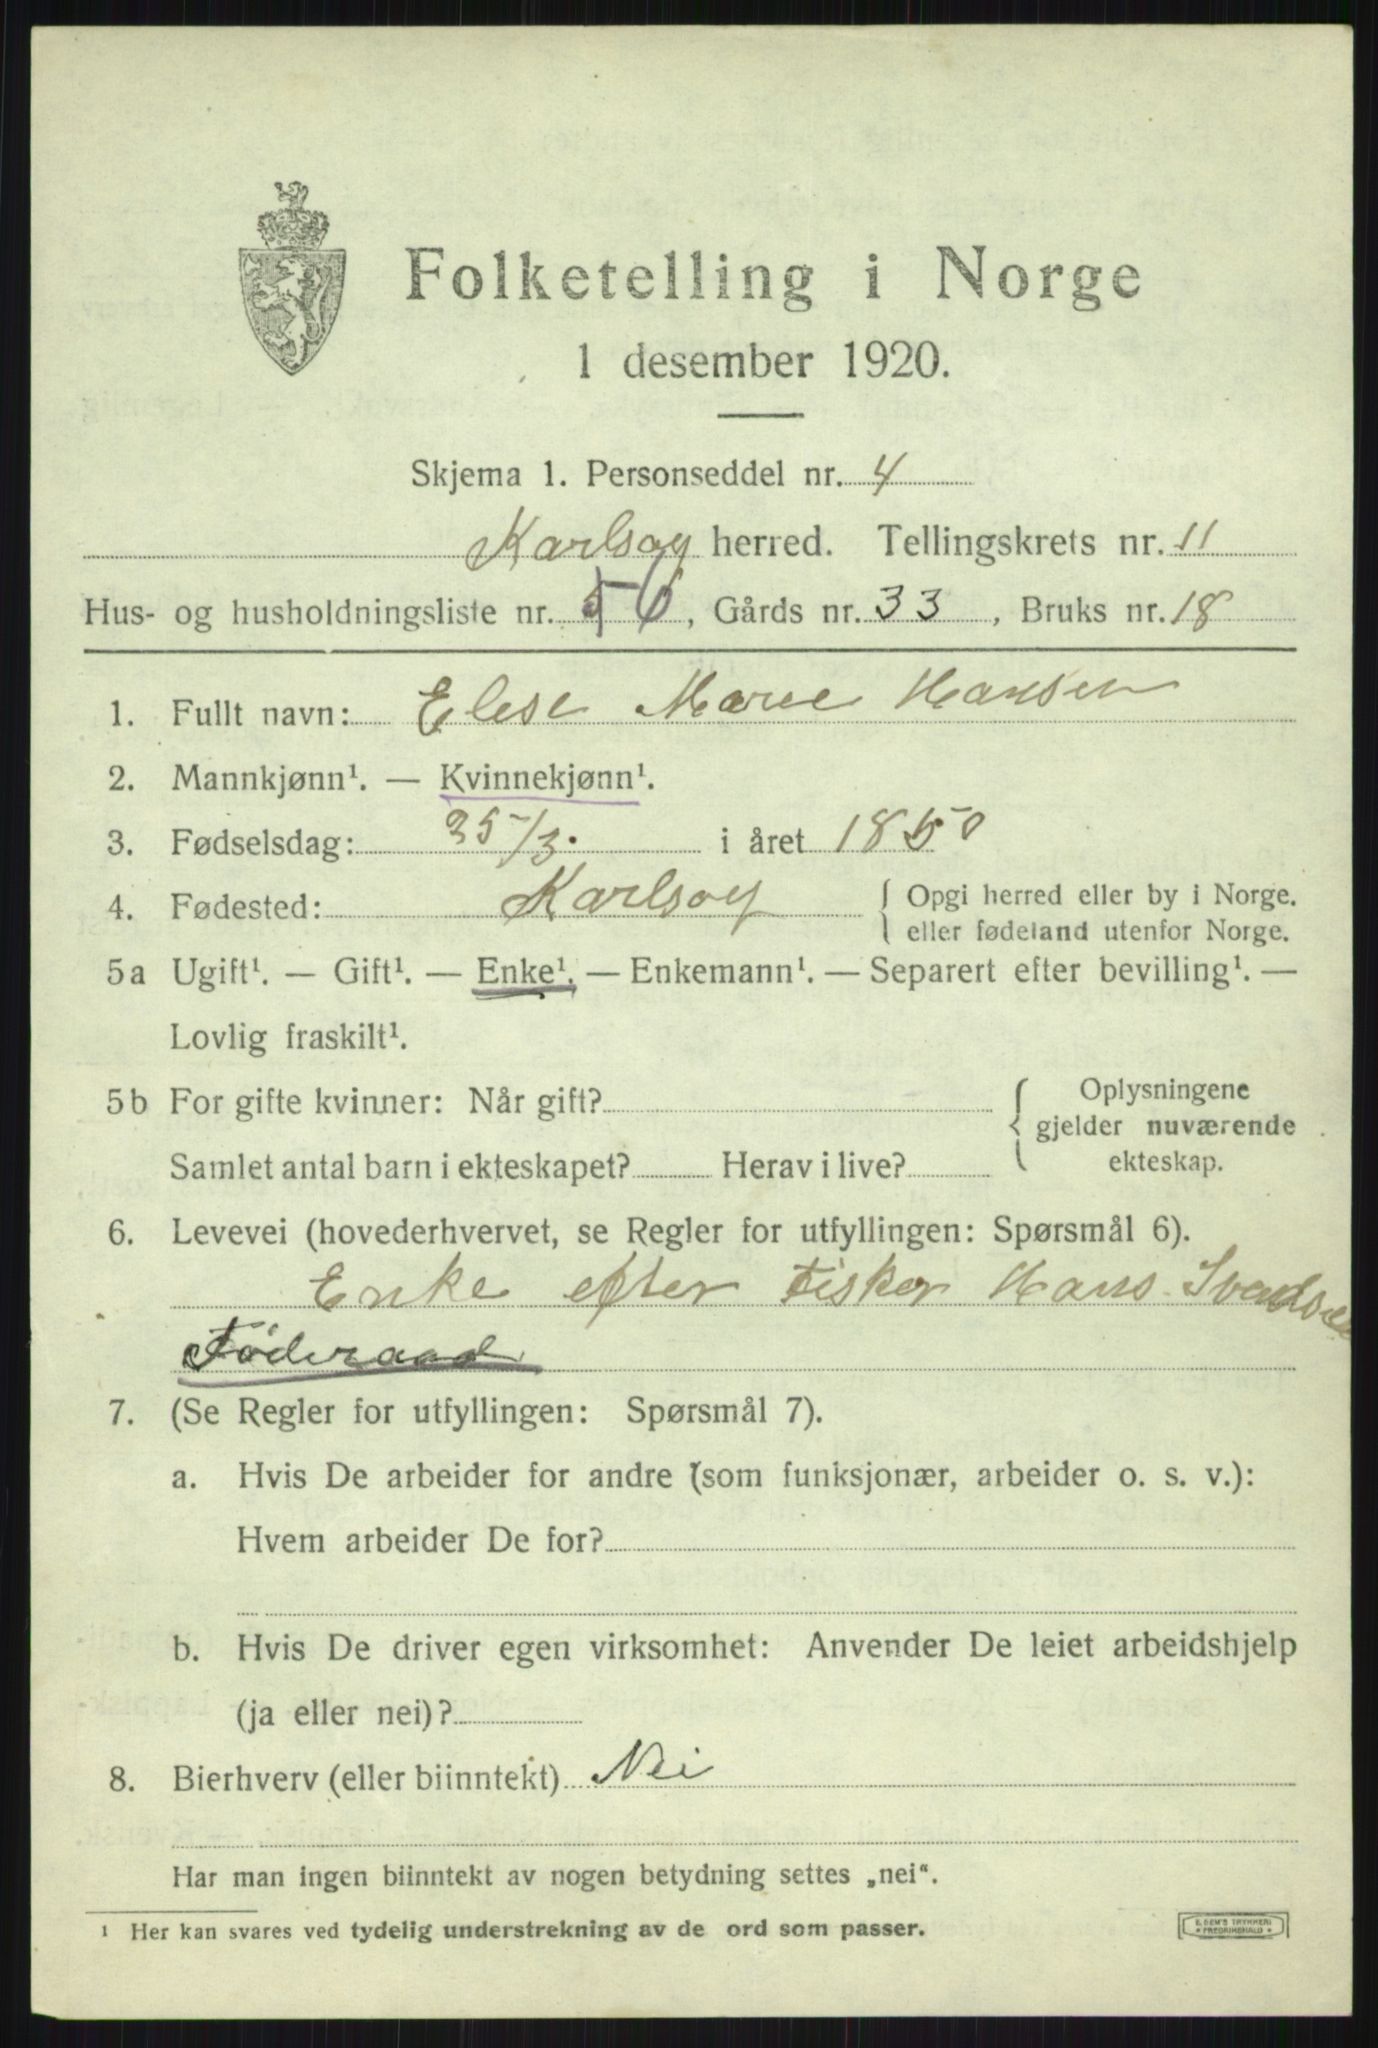 Folketelling i Norge
1 desember 1920.
Skjema 1. Personseddel nr. 4
Karlsøy herred. Tellingskrets nr. 11
Hus- og husholdningsliste nr. 56, Gårds nr. 33, Bruks nr. 18
1. Fullt navn: Elese Marie Hansen
2. Mannkjønn¹. — Kvinnekjønn¹.
3. Fødselsdag: 25/3. i året 1850
4. Fødested: Karlsøy { Opgi herred eller by i Norge.
eller fødeland utenfor Norge.
5a Ugift¹. — Gift¹. — Enke¹. — Enkemann¹. — Separert efter bevilling¹. —
Lovlig fraskilt¹.
5b For gifte kvinner: Når gift?
Samlet antal barn i ekteskapet? Herav i live?
{ Oplysningene
gjelder nuværende
ekteskap.
6. Levevei (hovederhvervet, se Regler for utfyllingen: Spørsmål 6).
Enke efter Fisker Hans Svendsen
Föderaad
7. (Se Regler for utfyllingen: Spørsmål 7).
a. Hvis De arbeider for andre (som funksjonær, arbeider o. s. v.):
Hvem arbeider De for?
b. Hvis De driver egen virksomhet: Anvender De leiet arbeidshjelp
(ja eller nei)?
8. Bierhverv (eller biinntekt) Nei
Har man ingen biinntekt av nogen betydning settes „nei“.
¹ Her kan svares ved tydelig understrekning av de ord som passer.
E. DEM'S TRYKKERI
FREDRIKSHALD